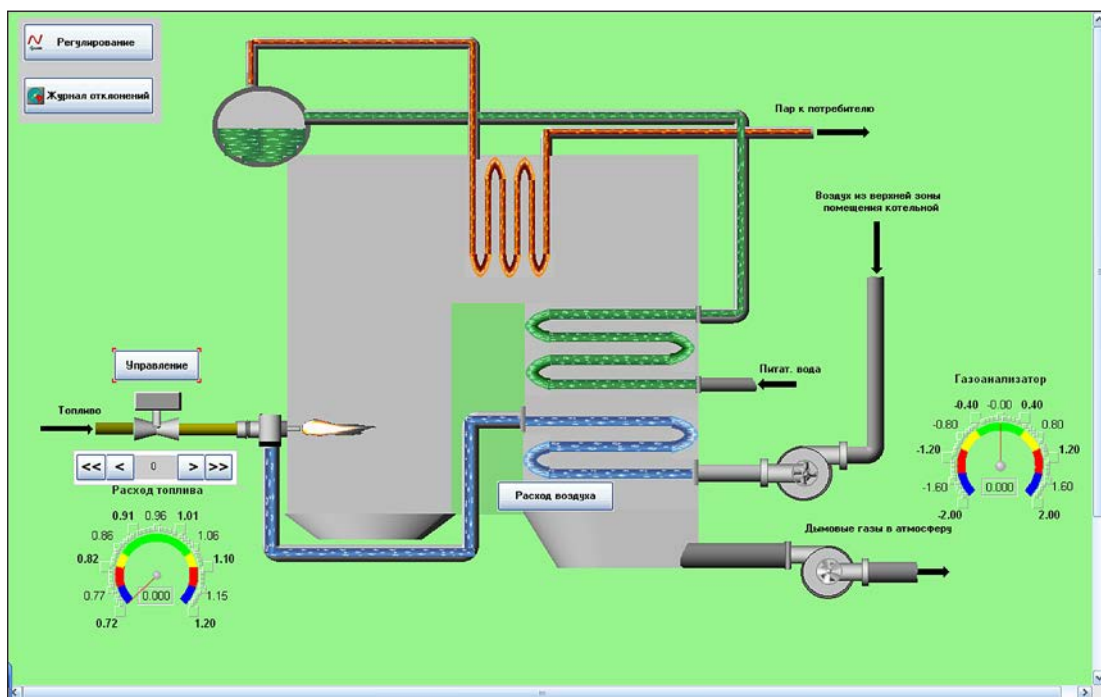 Регулирование
Журнал отклонений
Пар к потребителю
Воздух из верхней зоны
помещения котельной
Управление
Питат. вода
Топливо
<< < 0 > >>
Расход топлива
0.91 0.96 1.01
0.86 1.06
0.82 1.10
0.77 0.000 1.15
0.72 1.20
Расход воздуха
Газоанализатор
-0.40 -0.00 0.40
-0.80 0.80
-1.20 1.20
-1.60 0.000 1.60
-2.00 2.00
Дымовые газы в атмосферу